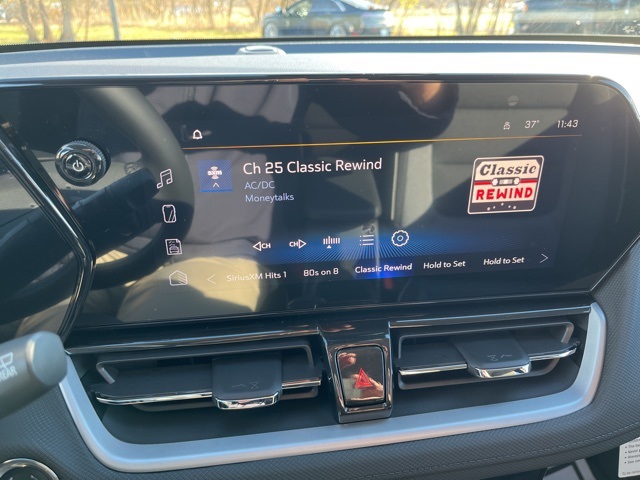 37° 11:43
Ch 25 Classic Rewind
AC/DC
Moneytalks
Classic
REWIND
CH CH
SiriusXM Hits 1 80s on 8 Classic Rewind Hold to Set Hold to Set
REAR